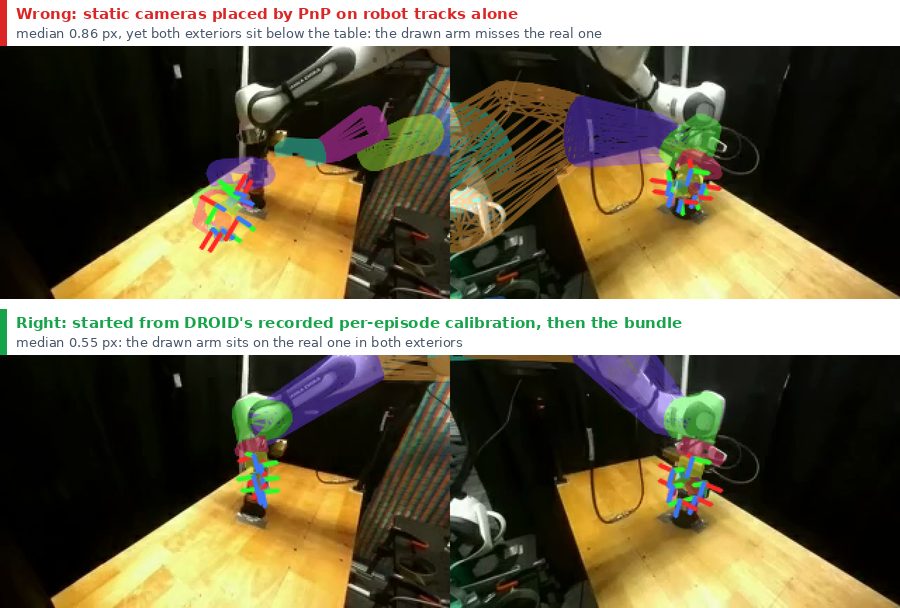 Wrong: static cameras placed by PnP on robot tracks alone
median 0.86 px, yet both exteriors sit below the table: the drawn arm misses the real one
Right: started from DROID's recorded per-episode calibration, then the bundle
median 0.55 px: the drawn arm sits on the real one in both exteriors